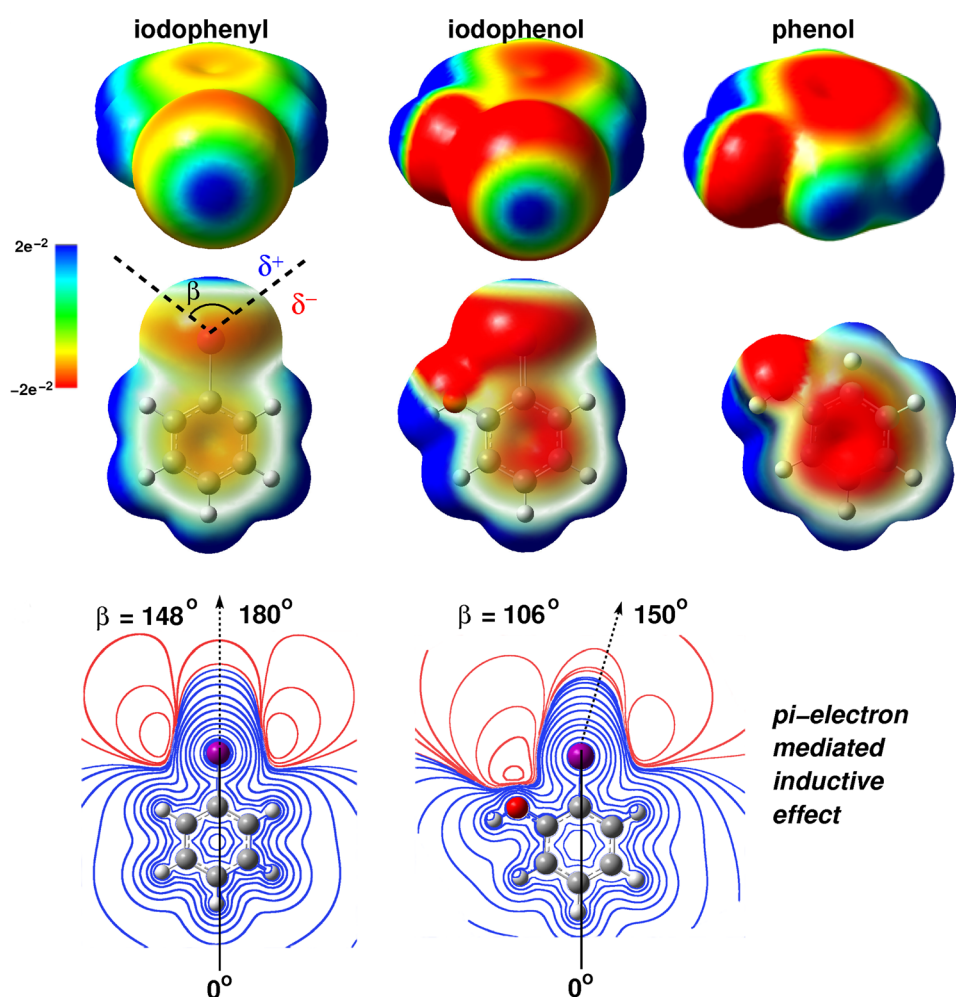 iodophenyl iodophenol phenol
2e⁻²
−2e⁻²
β δ⁺
δ⁻
β = 148° 180°
β = 106° 150°
pi−electron
mediated
inductive
effect
0° 0°